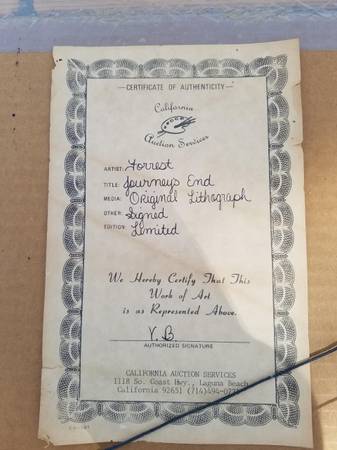 —CERTIFICATE OF AUTHENTICITY—
California
Auction Services
ARTIST: Forrest
TITLE: Journeys End
MEDIA: Original Lithograph
OTHER: Signed
EDITION: Limited
We Hereby Certify That This
Work of Art
is as Represented Above.
V.B.
AUTHORIZED SIGNATURE
CALIFORNIA AUCTION SERVICES
1118 So. Coast Hwy., Laguna Beach
California 92651 (714)494-